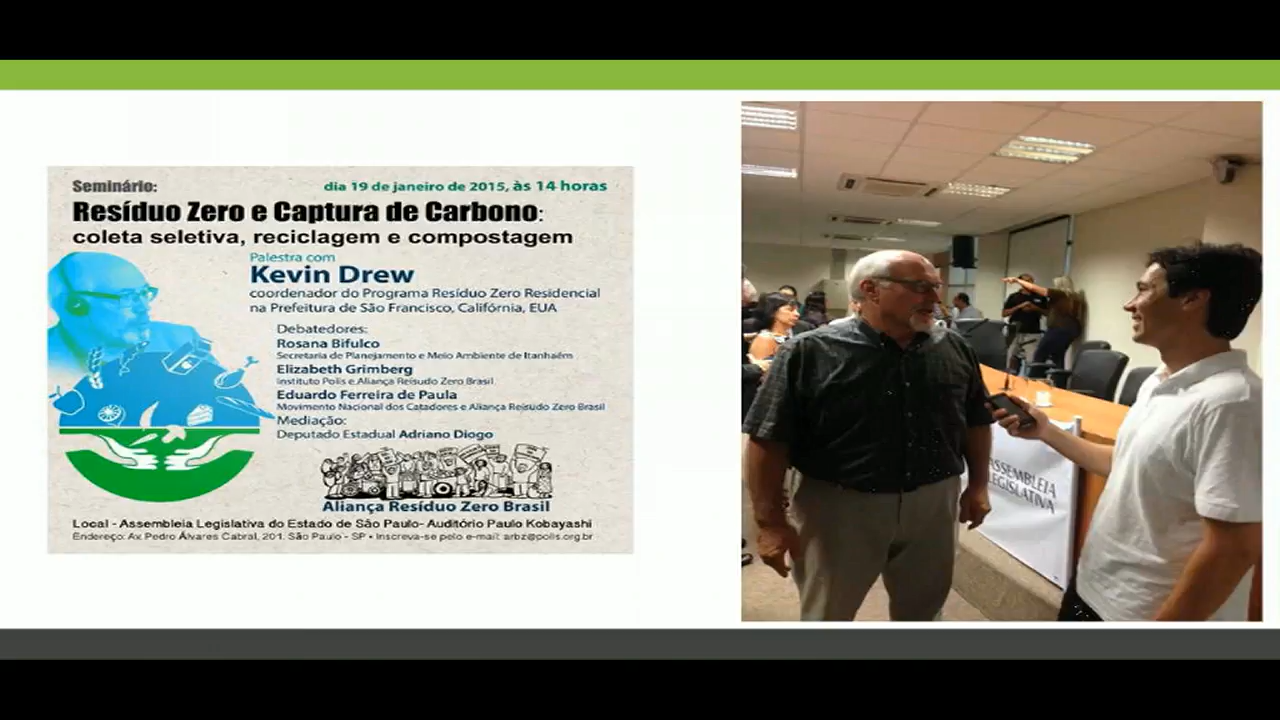 Seminário:
dia 19 de janeiro de 2015, às 14 horas
Resíduo Zero e Captura de Carbono:
coleta seletiva, reciclagem e compostagem
Palestra com
Kevin Drew
coordenador do Programa Resíduo Zero Residencial
na Prefeitura de São Francisco, Califórnia, EUA
Debatedores:
Rosana Bifulco
Secretaria de Planejamento e Meio Ambiente de Itanhaém
Elizabeth Grimberg
Instituto Polis e Aliança Reisudo Zero Brasil
Eduardo Ferreira de Paula
Movimento Nacional dos Catadores e Aliança Reisudo Zero Brasil
Mediação:
Deputado Estadual Adriano Diogo
Aliança Resíduo Zero Brasil
Local - Assembleia Legislativa do Estado de São Paulo- Auditório Paulo Kobayashi
Endereço: Av. Pedro Álvares Cabral, 201. São Paulo - SP • Inscreva-se pelo e-mail: arbz@polis.org.br
ASSEMBLEIA
LEGISLATIVA